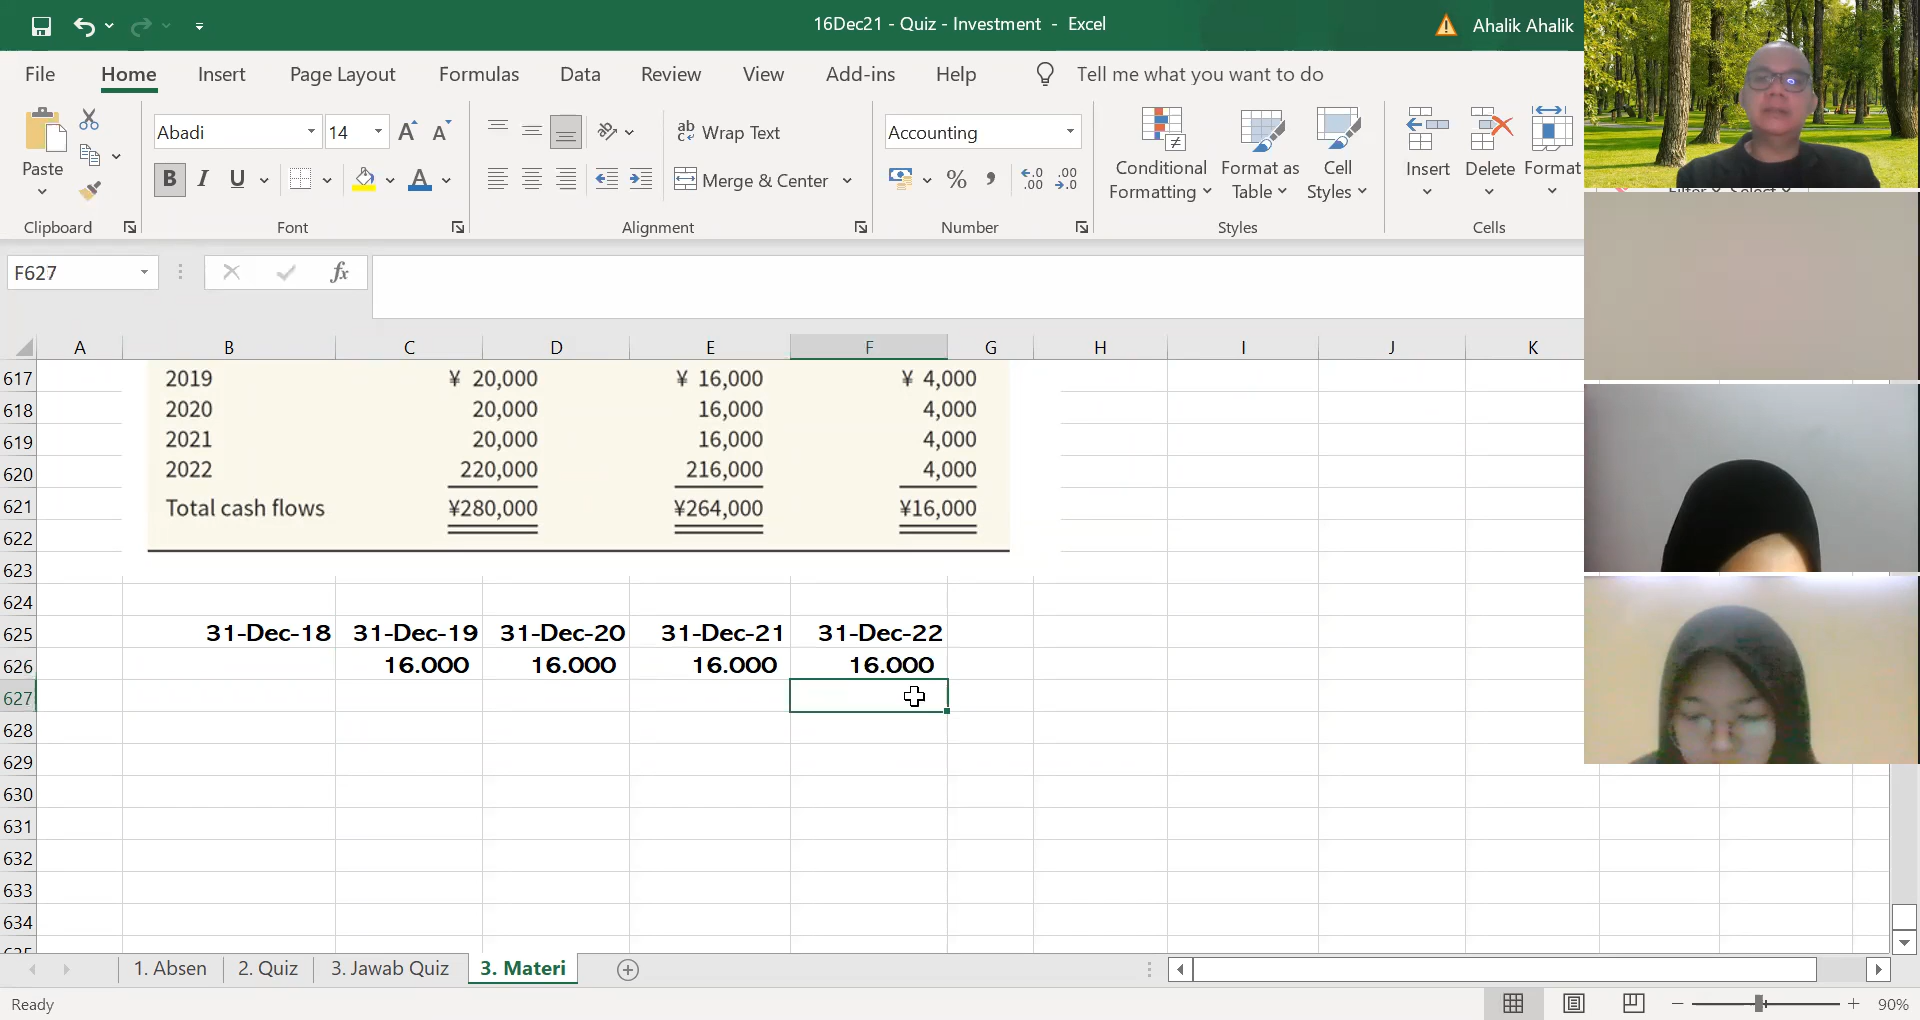 16Dec21 - Quiz - Investment - Excel
Ahalik Ahalik
File Home Insert Page Layout Formulas Data Review View Add-ins Help Tell me what you want to do
Abadi 14
ab Wrap Text
Accounting
Paste
B I U
Merge & Center
% ,
Conditional Formatting
Format as Table
Cell Styles
Insert Delete Format
Clipboard Font Alignment Number Styles Cells
F627 fx
A B C D E F G H I J K
617 2019 ¥ 20,000 ¥ 16,000 ¥ 4,000
618 2020 20,000 16,000 4,000
619 2021 20,000 16,000 4,000
620 2022 220,000 216,000 4,000
621 Total cash flows ¥280,000 ¥264,000 ¥16,000
622
623
624
625 31-Dec-18 31-Dec-19 31-Dec-20 31-Dec-21 31-Dec-22
626 16.000 16.000 16.000 16.000
627
628
629
630
631
632
633
634
1. Absen 2. Quiz 3. Jawab Quiz 3. Materi
Ready
90%